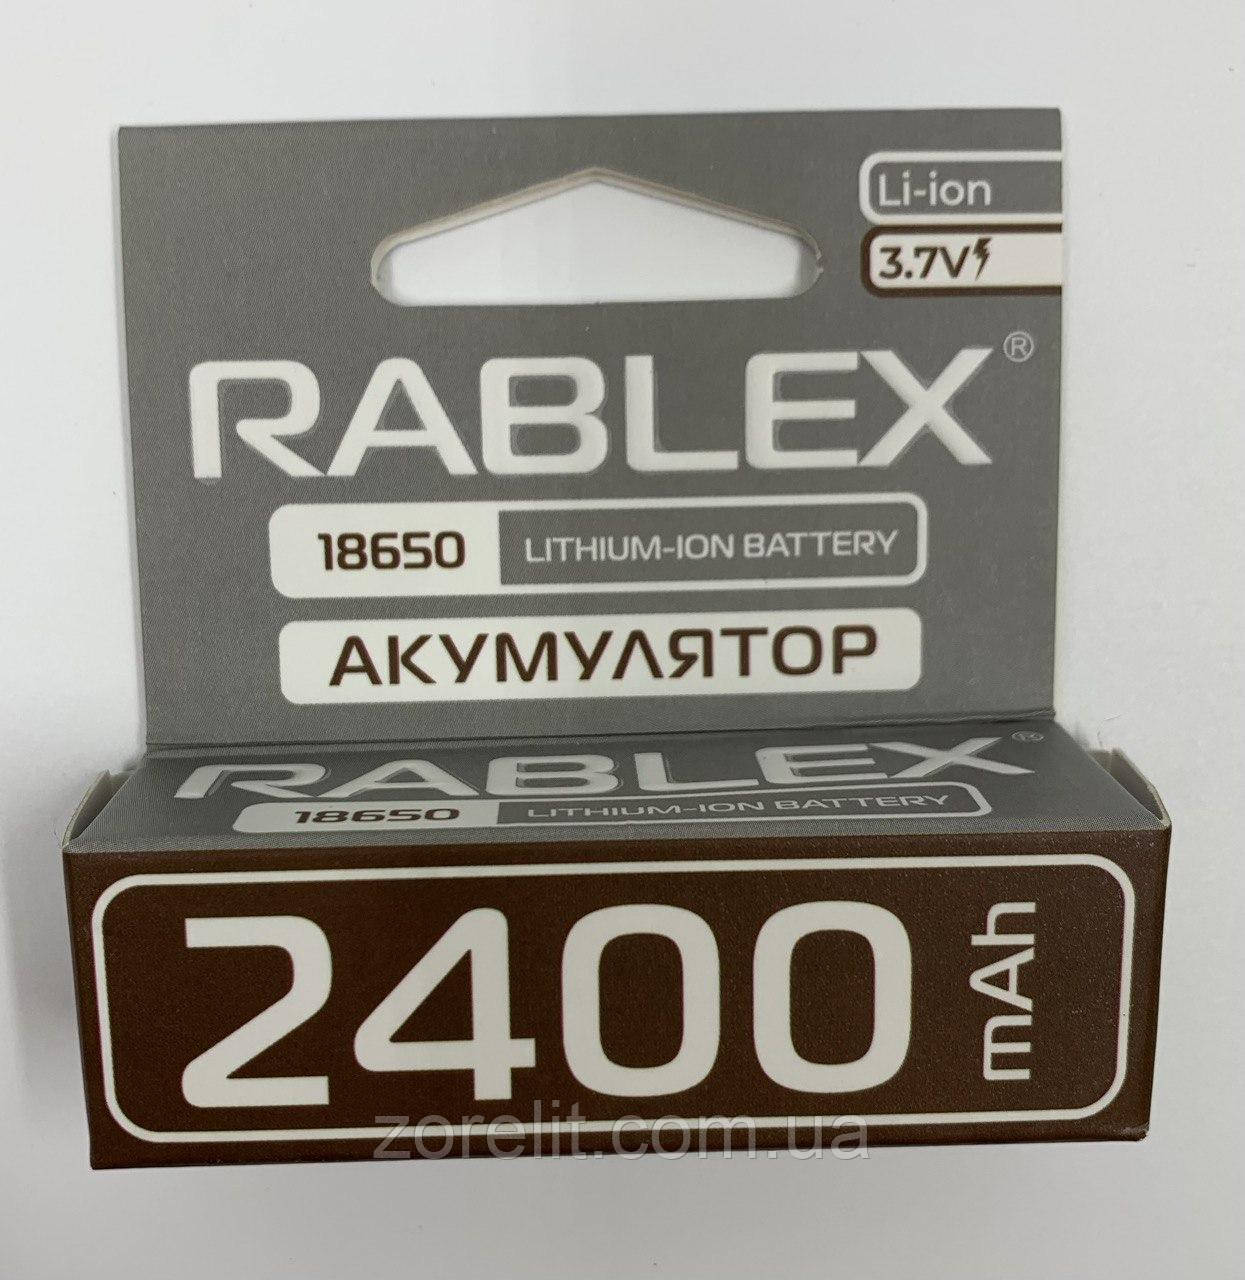 Li-ion
3.7V
RABLEX®
18650 LITHIUM-ION BATTERY
АКУМУЛЯТОР
RABLEX®
18650 LITHIUM-ION BATTERY
2400 mAh
zorelit.com.ua